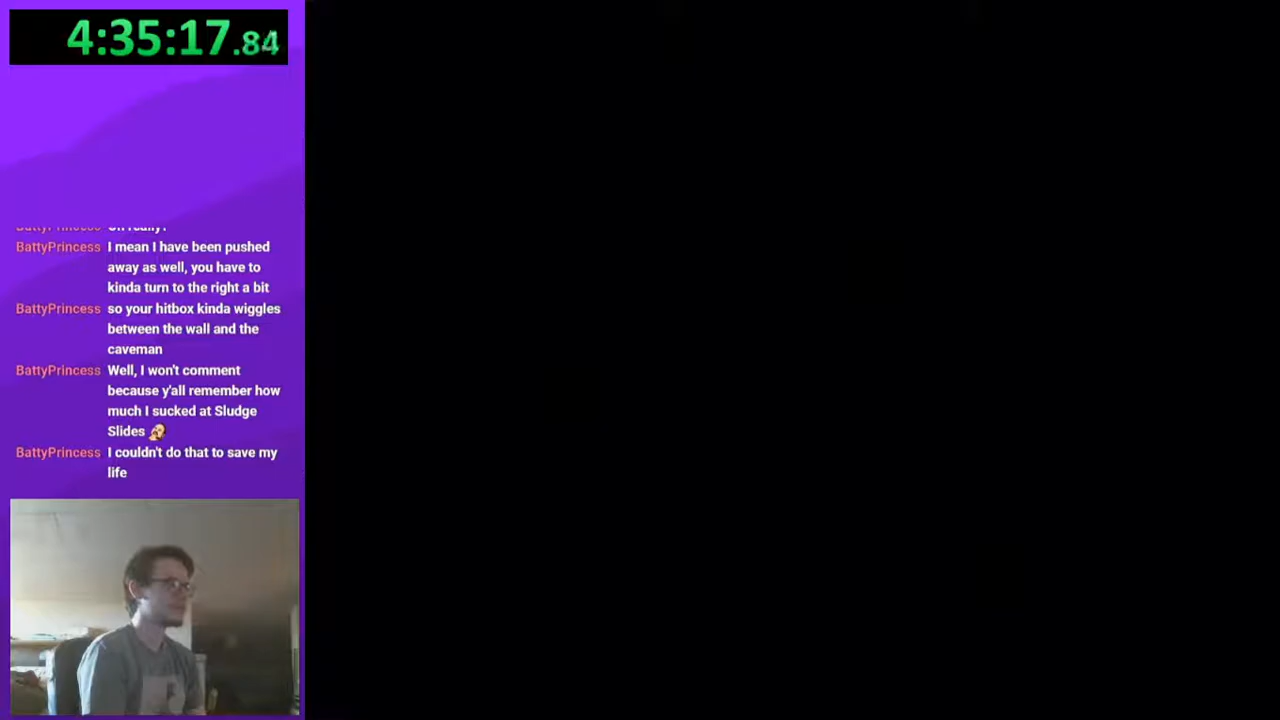 4:35:17.84
BattyPrincess I mean I have been pushed
away as well, you have to
kinda turn to the right a bit
BattyPrincess so your hitbox kinda wiggles
between the wall and the
caveman
BattyPrincess Well, I won't comment
because y'all remember how
much I sucked at Sludge
Slides
BattyPrincess I couldn't do that to save my
life